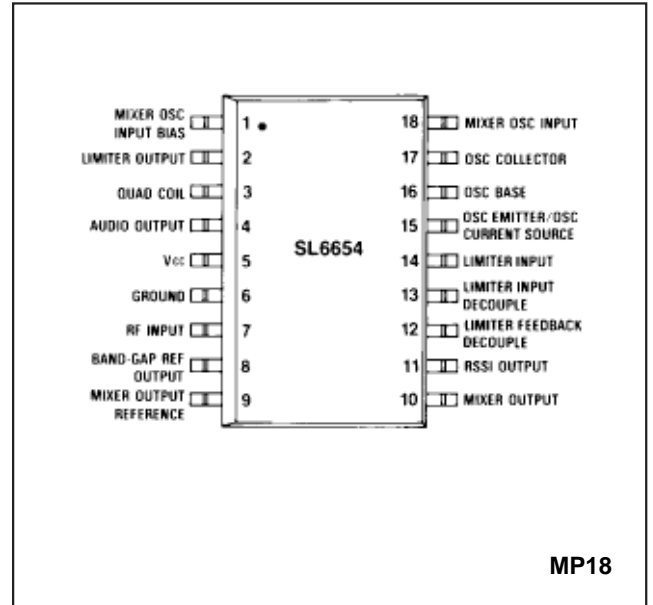 MIXER OSC
INPUT BIAS
1
18
MIXER OSC INPUT
LIMITER OUTPUT
2
17
OSC COLLECTOR
QUAD COIL
3
16
OSC BASE
AUDIO OUTPUT
4
15
OSC EMITTER/OSC
CURRENT SOURCE
SL6654
Vcc
5
14
LIMITER INPUT
GROUND
6
13
LIMITER INPUT
DECOUPLE
RF INPUT
7
12
LIMITER FEEDBACK
DECOUPLE
BAND-GAP REF
OUTPUT
8
11
RSSI OUTPUT
MIXER OUTPUT
REFERENCE
9
10
MIXER OUTPUT
MP18